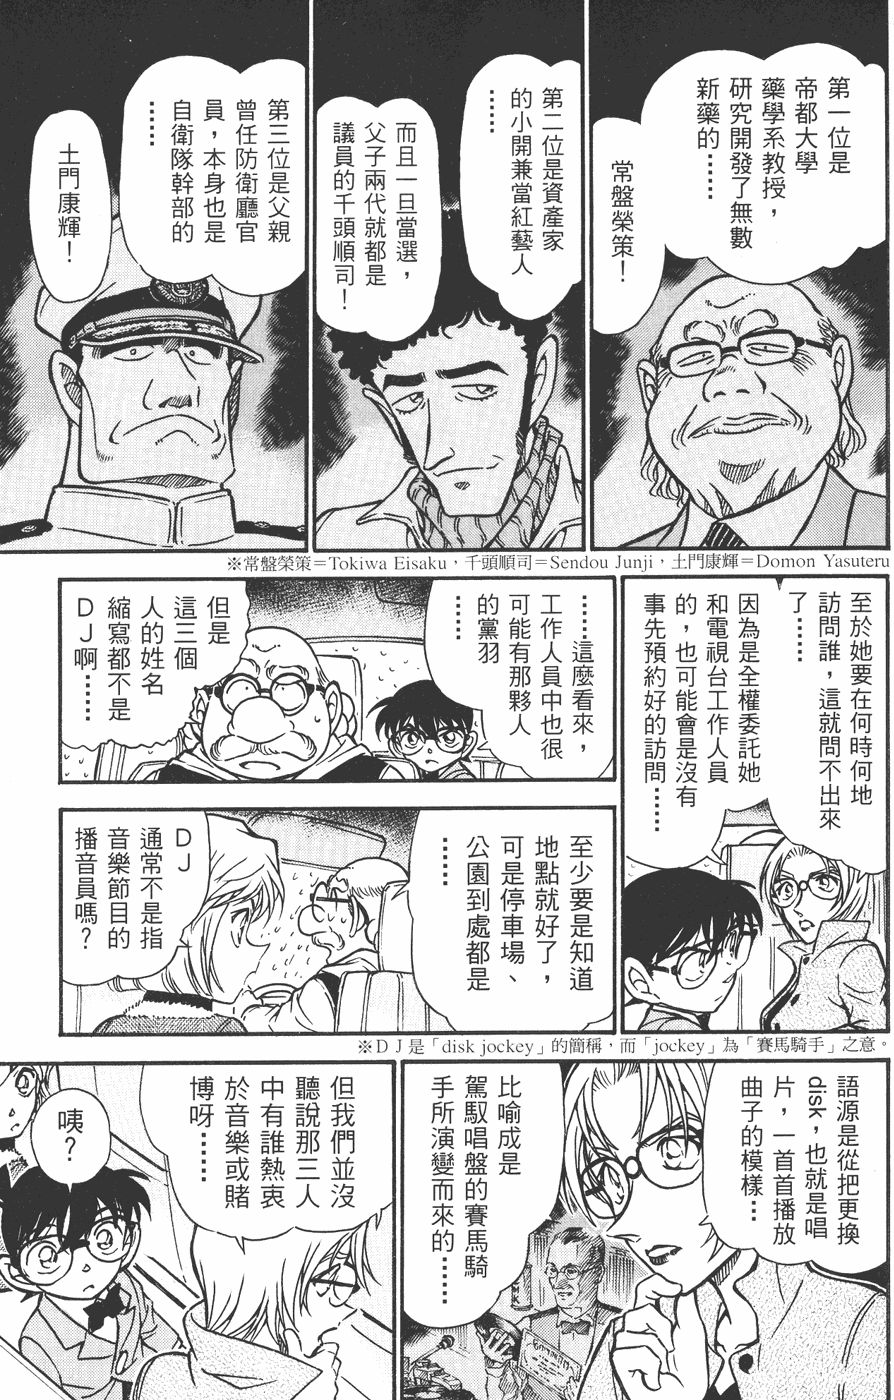 第一位是
帝都大學
藥學系教授，
研究開發了無數
新藥的……
常盤榮策！
第二位是資產家
的小開兼當紅藝人
……
而且一旦當選，
父子兩代就都是
議員的千頭順司！
第三位是父親
曾任防衛廳官
員，本身也是
自衛隊幹部的
……
土門康輝！
※常盤榮策＝Tokiwa Eisaku，千頭順司＝Sendou Junji，土門康輝＝Domon Yasuteru
至於她要在何時何地
訪問誰，這就問不出來
了……
因為是全權委託她
和電視台工作人員
的，也可能會是沒有
事先預約好的訪問……
……這麼看來，
工作人員中也很
可能有那夥人
的黨羽
但是
這三個
人的姓名
縮寫都不是
ＤＪ啊……
至少要是知道
地點就好了，
可是停車場、
公園到處都是
……
ＤＪ
通常不是指
音樂節目的
播音員嗎？
※ＤＪ是「disk jockey」的簡稱，而「jockey」為「賽馬騎手」之意。
語源是從把更換
disk，也就是唱
片，一首首播放
曲子的模樣…
比喻成是
駕馭唱盤的賽馬騎
手所演變而來的……
但我們並沒
聽說那三人
中有誰熱衷
於音樂或賭
博呀……
咦？